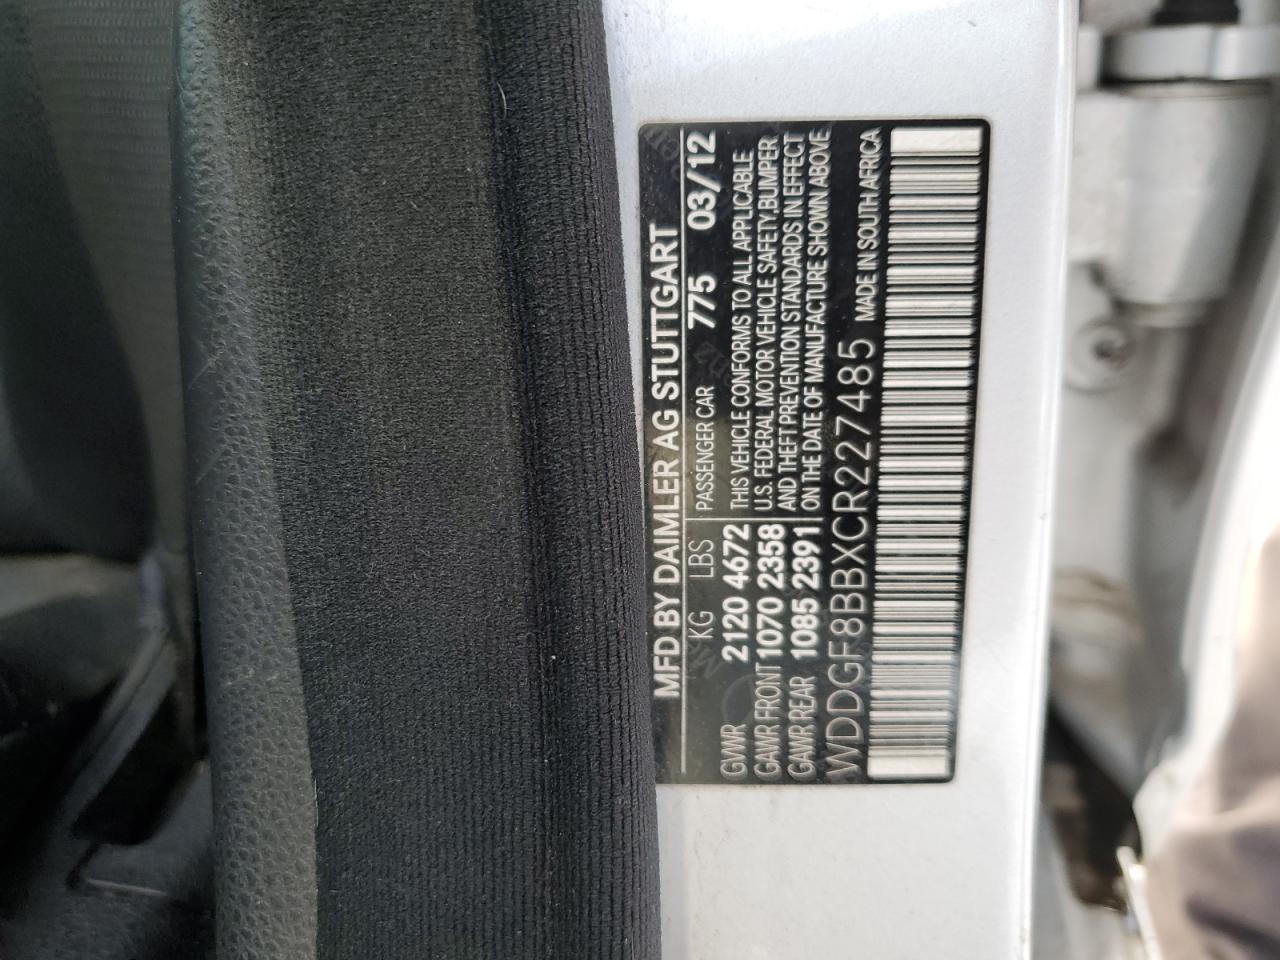 MFD BY DAIMLER AG STUTTGART
KG LBS PASSENGER CAR 775 03/12
GVWR 2120 4672
GAWR FRONT 1070 2358
GAWR REAR 1085 2391
THIS VEHICLE CONFORMS TO ALL APPLICABLE
U.S. FEDERAL MOTOR VEHICLE SAFETY,BUMPER
AND THEFT PREVENTION STANDARDS IN EFFECT
ON THE DATE OF MANUFACTURE SHOWN ABOVE
WDDGF8BBXCR227485 MADE IN SOUTH AFRICA